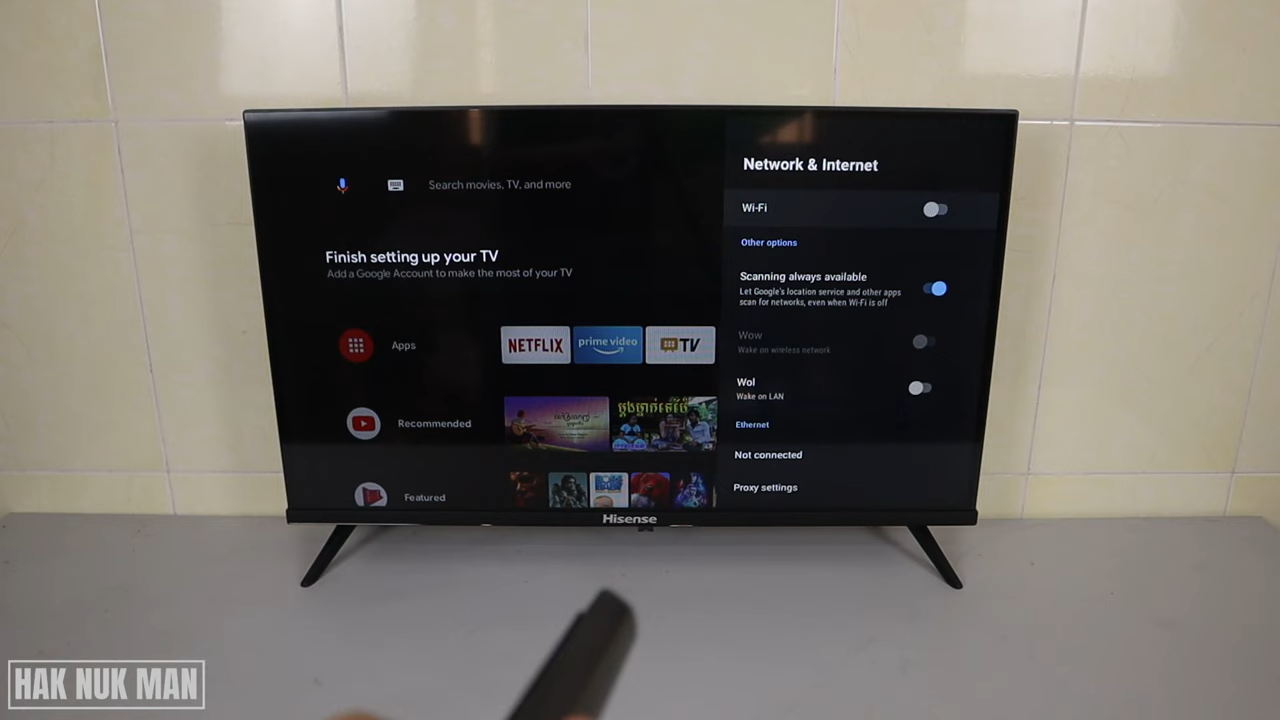 Search movies, TV, and more
Finish setting up your TV
Add a Google Account to make the most of your TV
Apps
NETFLIX
prime video
TV
Recommended
Featured
Network & Internet
Wi-Fi
Other options
Scanning always available
Let Google's location service and other apps
scan for networks, even when Wi-Fi is off
Wow
Wake on wireless network
Wol
Wake on LAN
Ethernet
Not connected
Proxy settings
Hisense
HAK NUK MAN